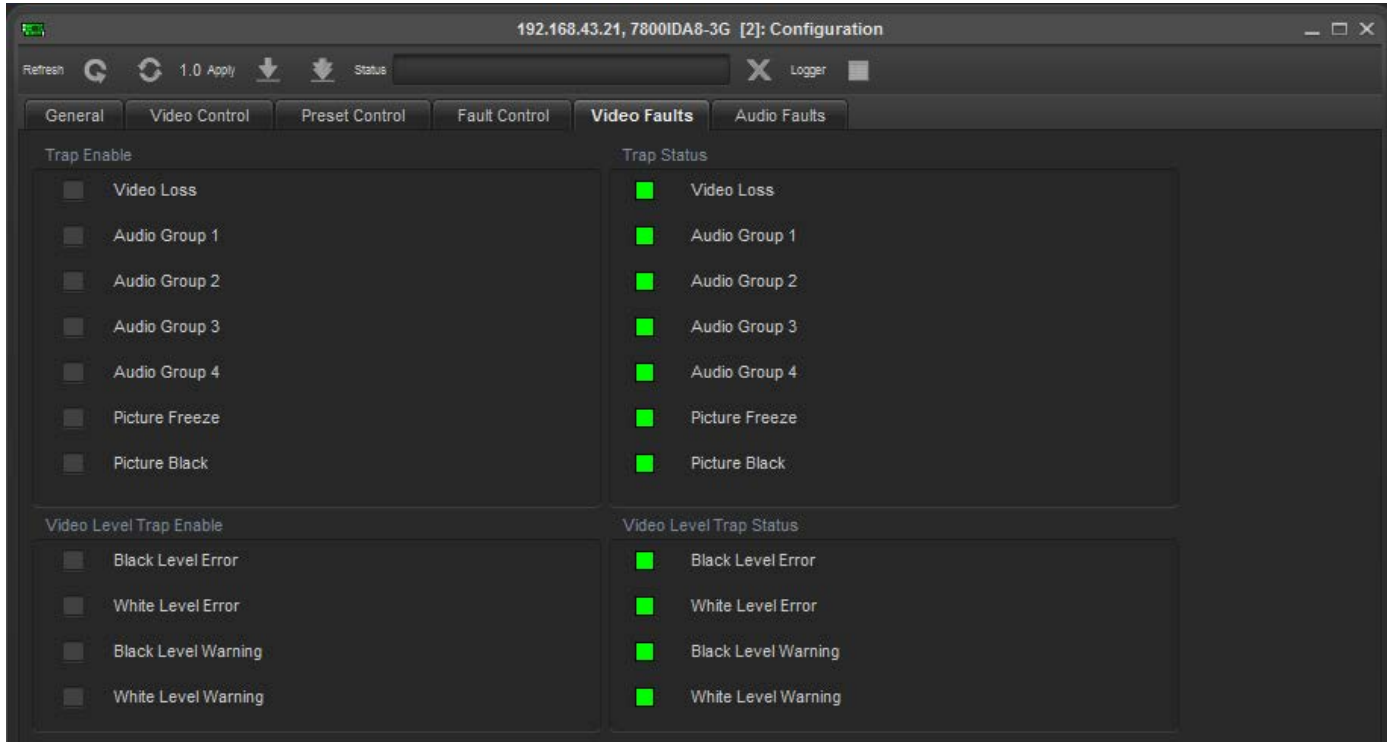 192.168.43.21, 7800IDA8-3G [2]: Configuration
Refresh 1.0 Apply Status Logger
General Video Control Preset Control Fault Control Video Faults Audio Faults
Trap Enable Trap Status
Video Loss Video Loss
Audio Group 1 Audio Group 1
Audio Group 2 Audio Group 2
Audio Group 3 Audio Group 3
Audio Group 4 Audio Group 4
Picture Freeze Picture Freeze
Picture Black Picture Black
Video Level Trap Enable Video Level Trap Status
Black Level Error Black Level Error
White Level Error White Level Error
Black Level Warning Black Level Warning
White Level Warning White Level Warning